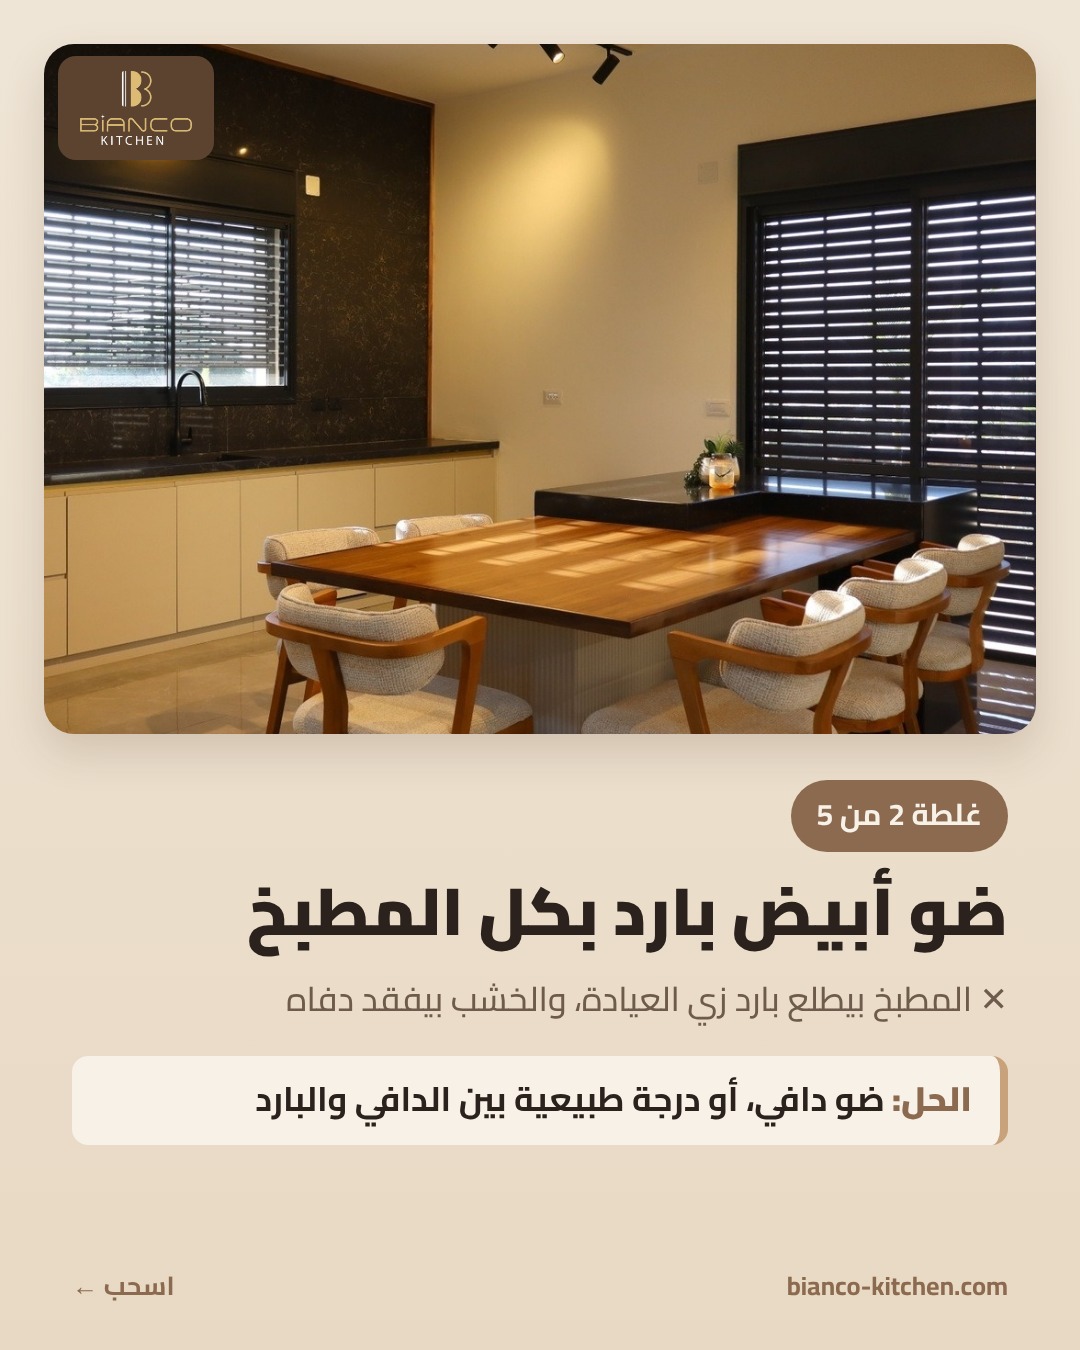 BiANCO
KITCHEN
غلطة 2 من 5
ضو أبيض بارد بكل المطبخ
✕ المطبخ بيطلع بارد زي العيادة، والخشب بيفقد دفاه
الحل: ضو دافي، أو درجة طبيعية بين الدافي والبارد
bianco-kitchen.com
اسحب ←